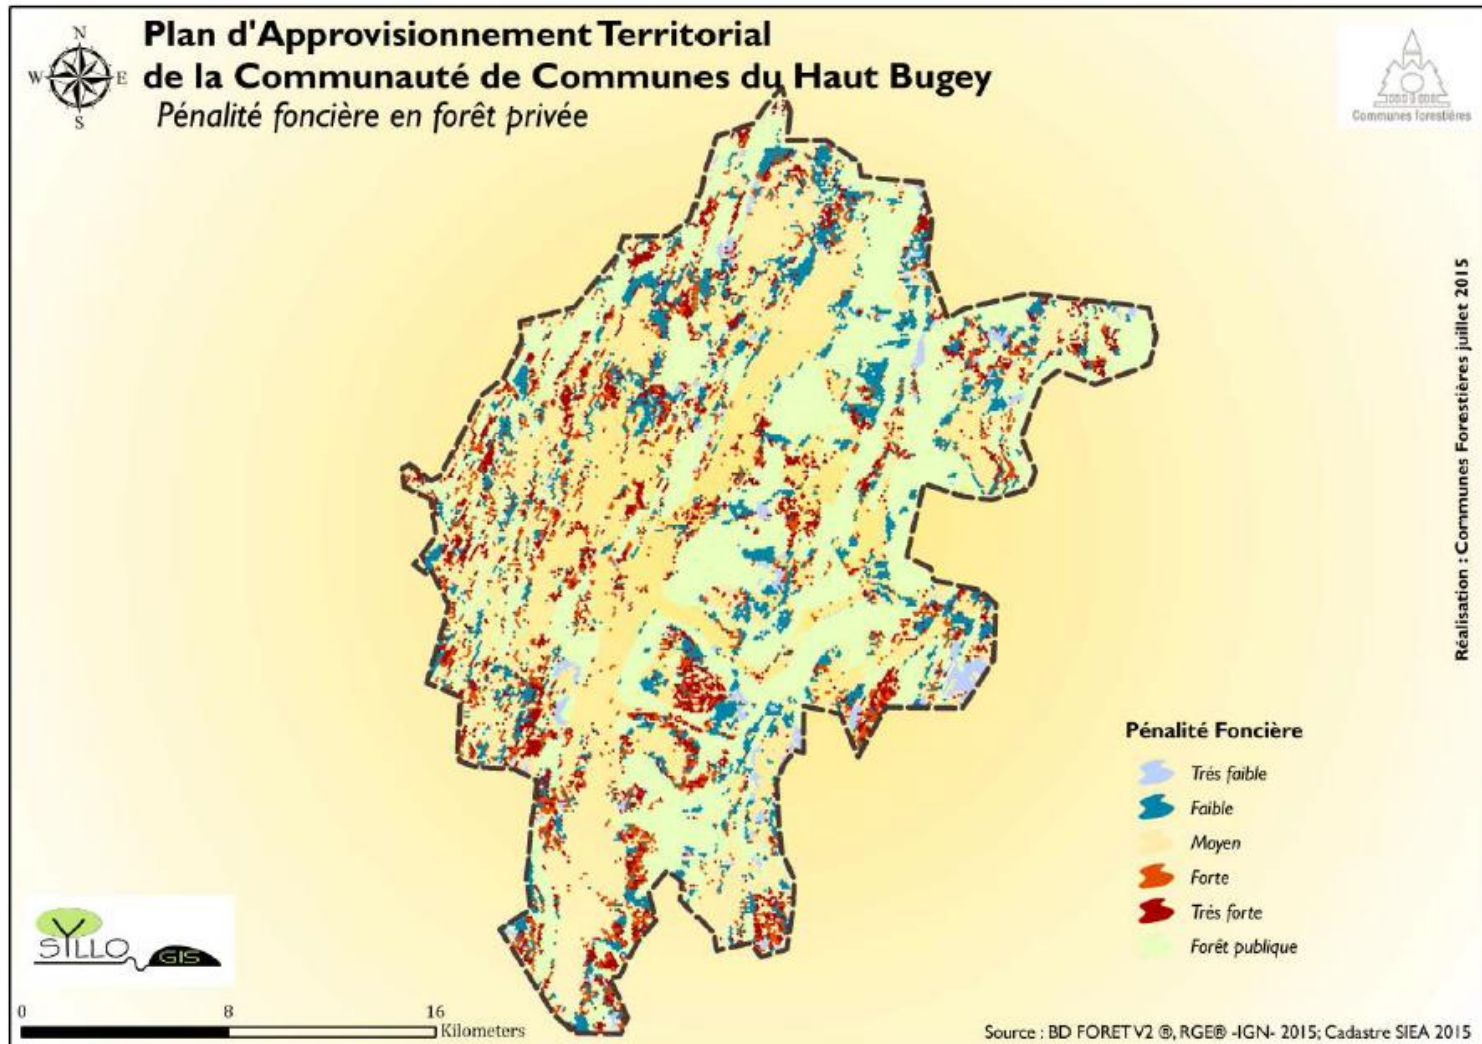 Plan d'Approvisionnement Territorial
de la Communauté de Communes du Haut Bugey
Pénalité foncière en forêt privée
N
W E
S
Communes forestières
Réalisation : Communes Forestières juillet 2015
Pénalité Foncière
Trés faible
Faible
Moyen
Forte
Trés forte
Forêt publique
SYLLO GIS
0 8 16 Kilometers
Source : BD FORET V2 ®, RGE® -IGN- 2015; Cadastre SIEA 2015